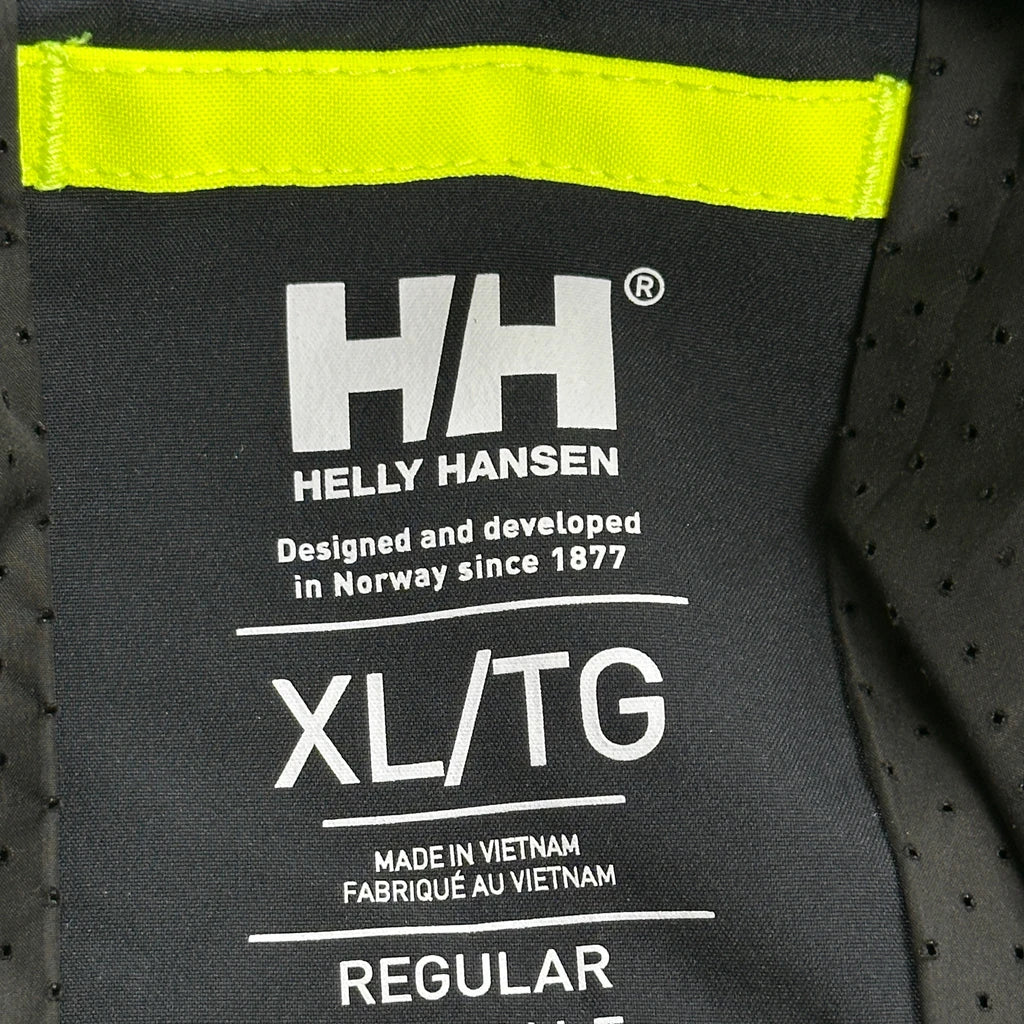 HH®
HELLY HANSEN
Designed and developed
in Norway since 1877
XL/TG
MADE IN VIETNAM
FABRIQUÉ AU VIETNAM
REGULAR